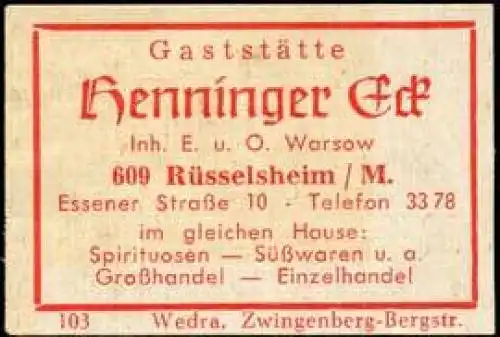 Gaststätte
Henninger Eck
Inh. E. u. O. Warsow
609 Rüsselsheim / M.
Essener Straße 10 - Telefon 33 78
im gleichen Hause:
Spirituosen — Süßwaren u. a.
Großhandel — Einzelhandel
103 Wedra, Zwingenberg-Bergstr.